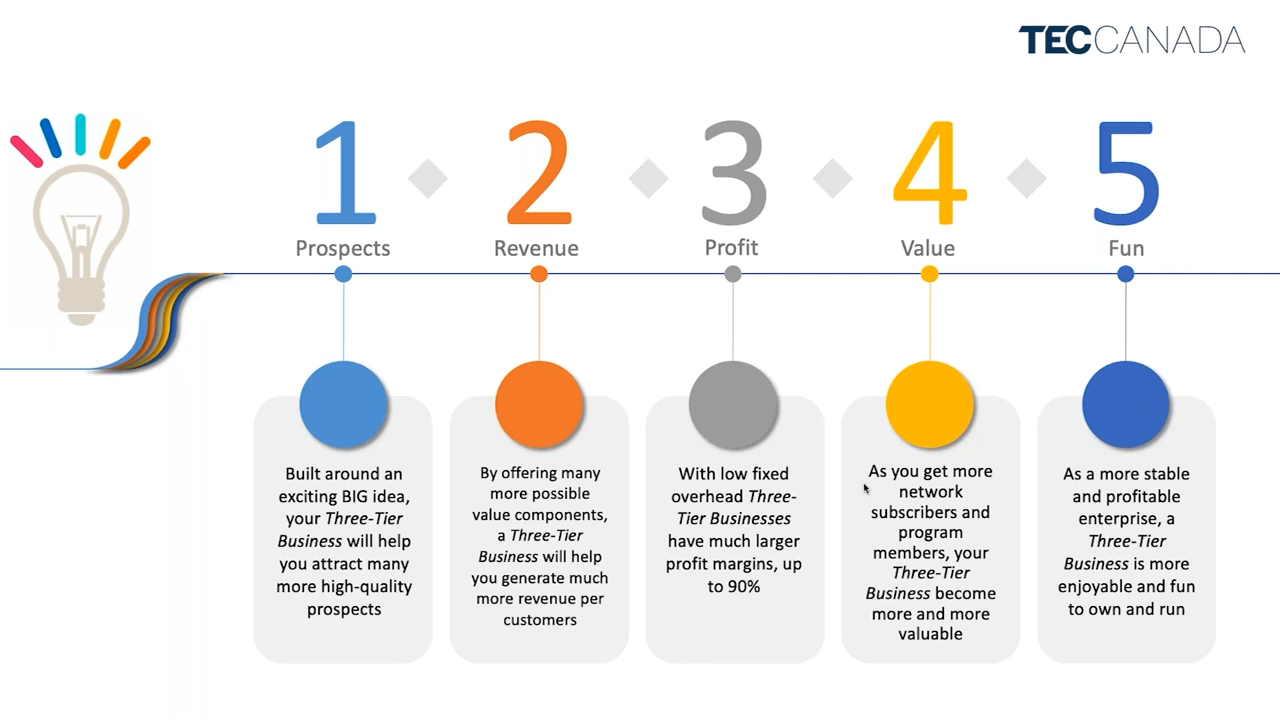 TECCANADA
1
2
3
4
5
Prospects
Revenue
Profit
Value
Fun
Built around an
exciting BIG idea,
your Three-Tier
Business will help
you attract many
more high-quality
prospects
By offering many
more possible
value components,
a Three-Tier
Business will help
you generate much
more revenue per
customers
With low fixed
overhead Three-
Tier Businesses
have much larger
profit margins, up
to 90%
As you get more
network
subscribers and
program
members, your
Three-Tier
Business become
more and more
valuable
As a more stable
and profitable
enterprise, a
Three-Tier
Business is more
enjoyable and fun
to own and run